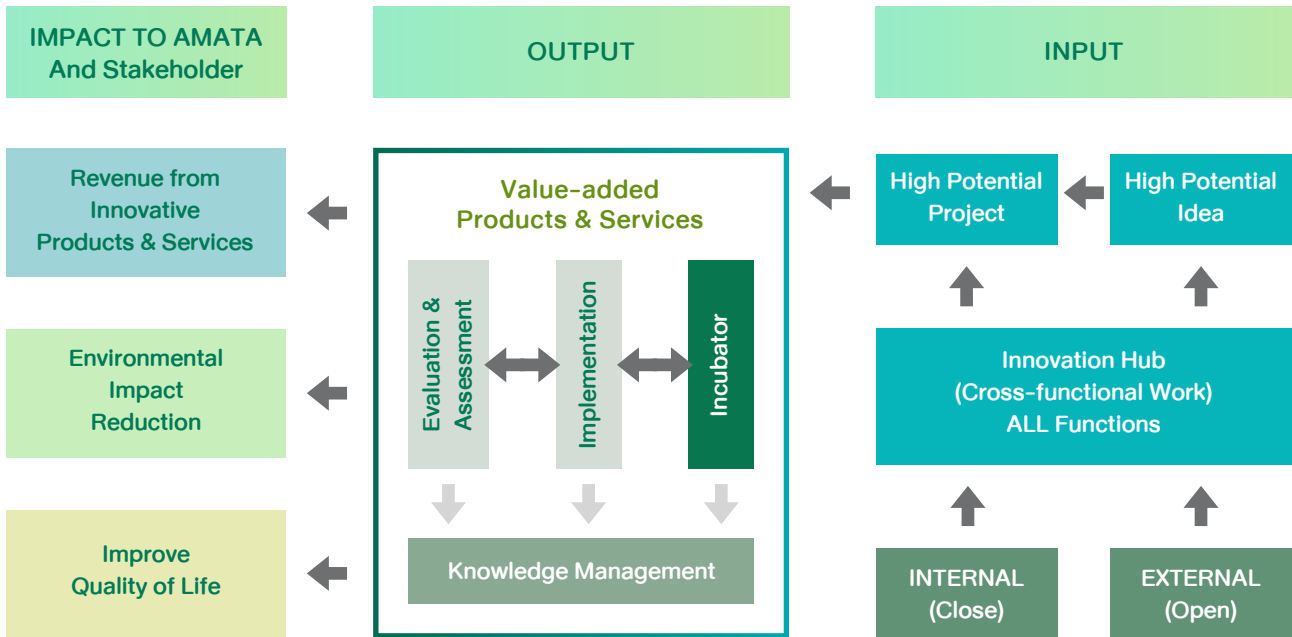 IMPACT TO AMATA
And Stakeholder
OUTPUT
INPUT
Revenue from
Innovative
Products & Services
Environmental
Impact
Reduction
Improve
Quality of Life
Value-added
Products & Services
Evaluation &
Assessment
Implementation
Incubator
Knowledge Management
High Potential
Project
High Potential
Idea
Innovation Hub
(Cross-functional Work)
ALL Functions
INTERNAL
(Close)
EXTERNAL
(Open)